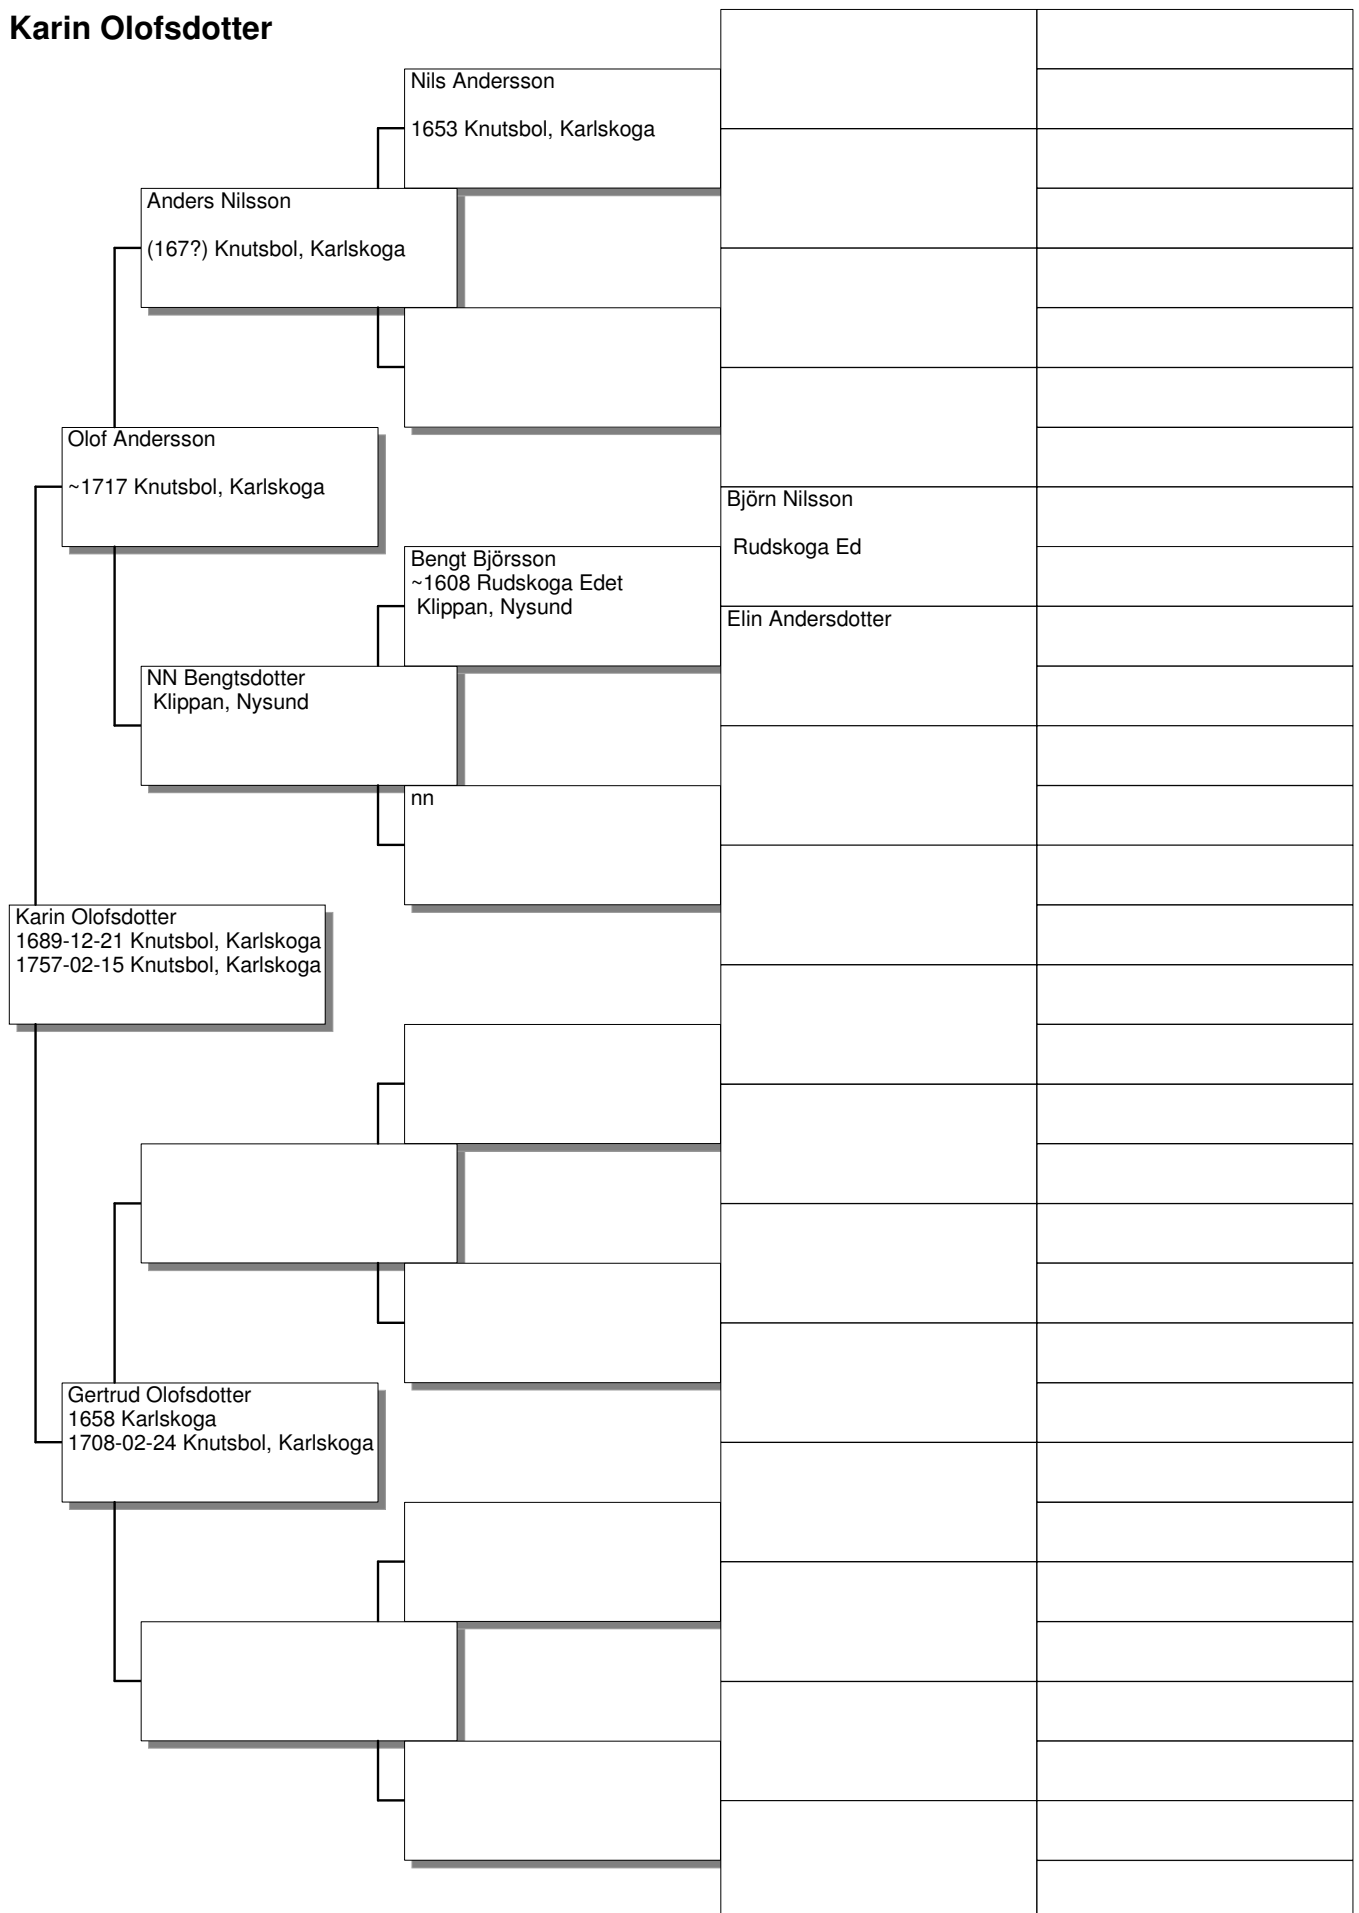 Karin Olofsdotter
Nils Andersson
1653 Knutsbol, Karlskoga
Anders Nilsson
(167?) Knutsbol, Karlskoga
Olof Andersson
~1717 Knutsbol, Karlskoga
Björn Nilsson
Rudskoga Ed
Bengt Björsson
~1608 Rudskoga Edet
Klippan, Nysund
Elin Andersdotter
NN Bengtsdotter
Klippan, Nysund
nn
Karin Olofsdotter
1689-12-21 Knutsbol, Karlskoga
1757-02-15 Knutsbol, Karlskoga
Gertrud Olofsdotter
1658 Karlskoga
1708-02-24 Knutsbol, Karlskoga